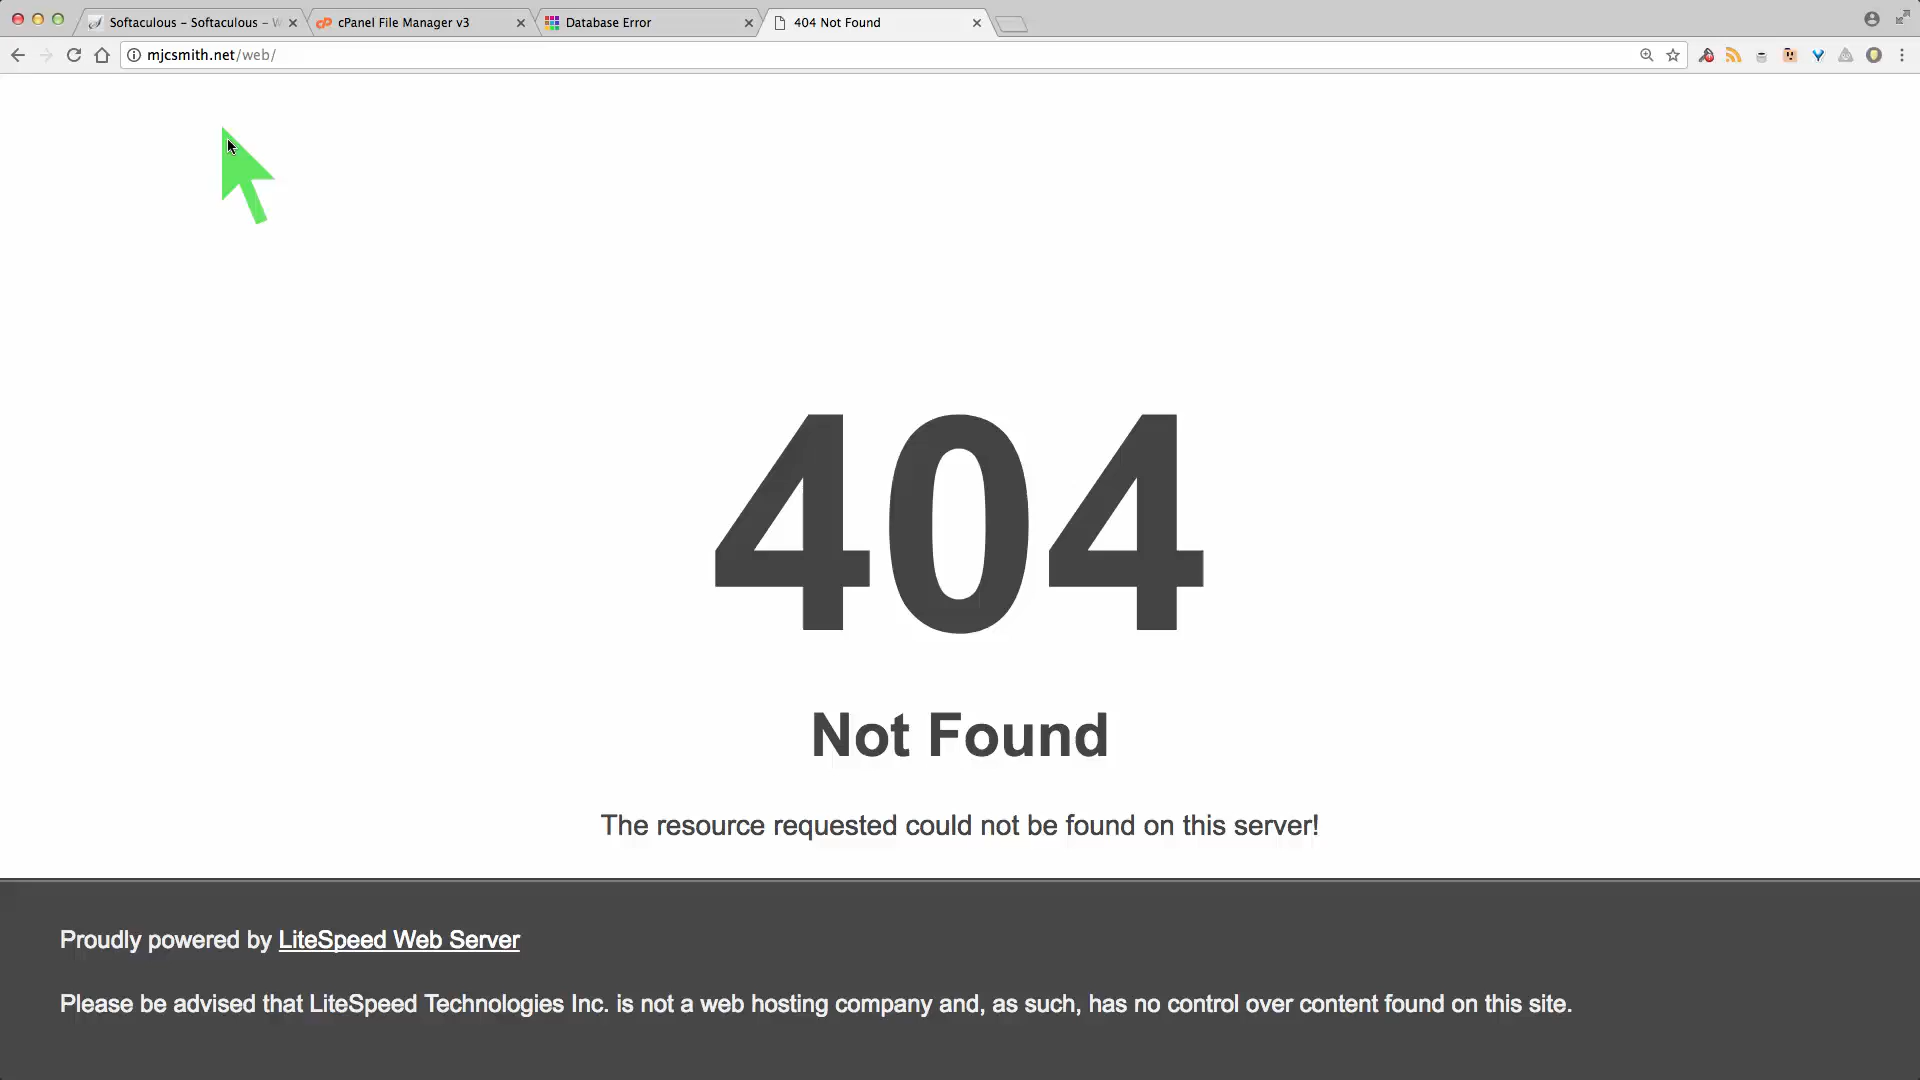 Softaculous - Softaculous -
cPanel File Manager v3
Database Error
404 Not Found
mjcsmith.net/web/
404
Not Found
The resource requested could not be found on this server!
Proudly powered by LiteSpeed Web Server
Please be advised that LiteSpeed Technologies Inc. is not a web hosting company and, as such, has no control over content found on this site.